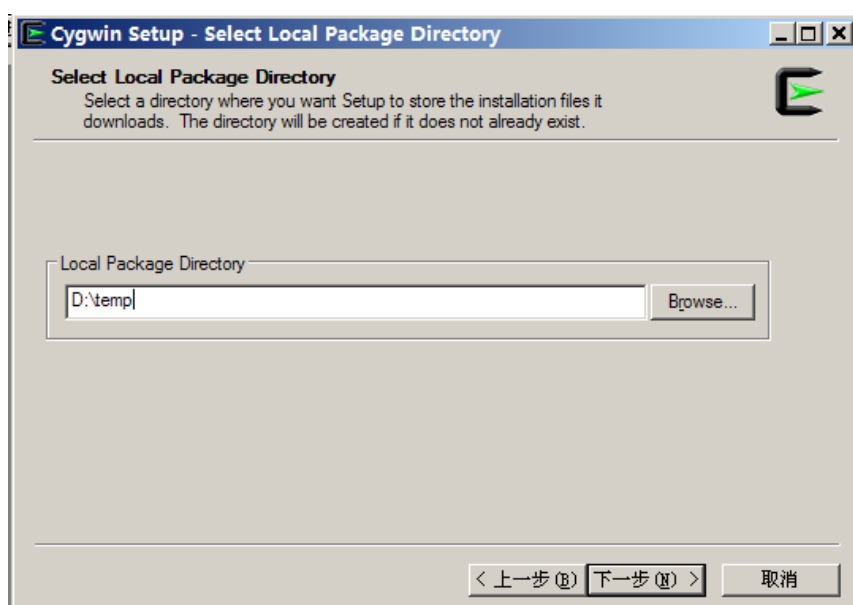 Cygwin Setup - Select Local Package Directory
Select Local Package Directory
Select a directory where you want Setup to store the installation files it
downloads.  The directory will be created if it does not already exist.
Local Package Directory
D:\temp
Browse...
< 上一步(B)
下一步(N) >
取消